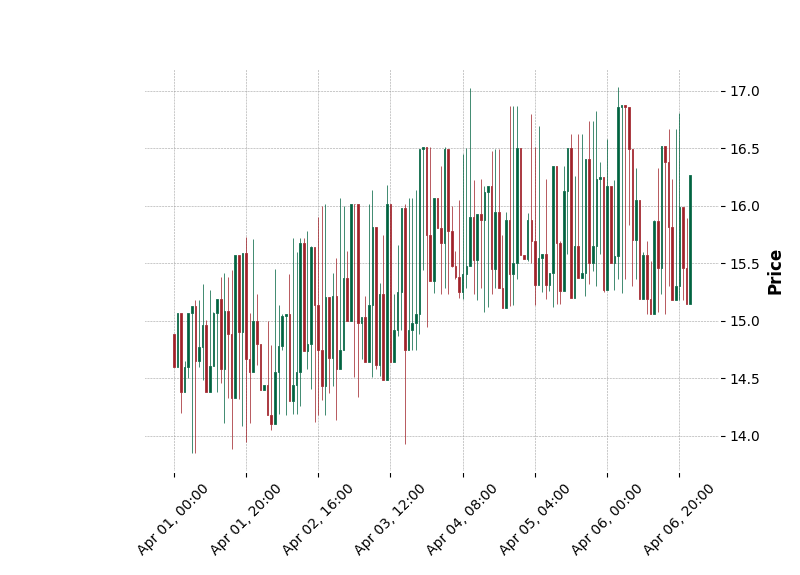 17.0
16.5
16.0
15.5
15.0
14.5
14.0
Price
Apr 01, 00:00
Apr 01, 20:00
Apr 02, 16:00
Apr 03, 12:00
Apr 04, 08:00
Apr 05, 04:00
Apr 06, 00:00
Apr 06, 20:00